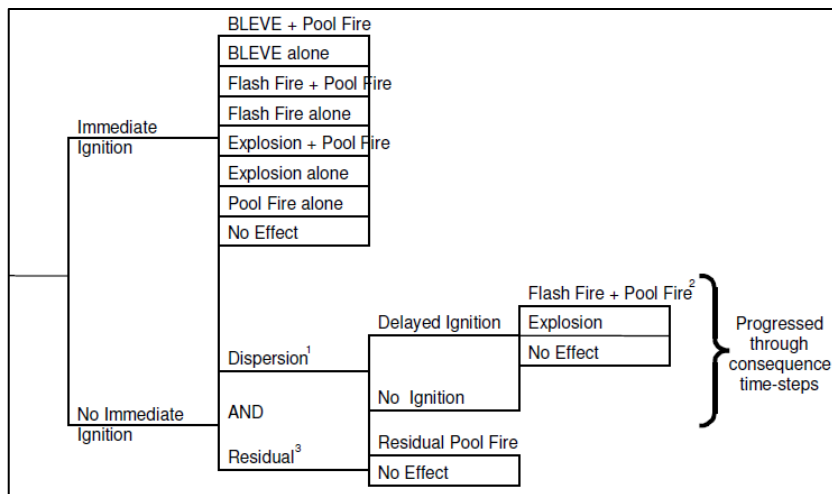 BLEVE + Pool Fire
BLEVE alone
Flash Fire + Pool Fire
Flash Fire alone
Immediate
Ignition
Explosion + Pool Fire
Explosion alone
Pool Fire alone
No Effect
Flash Fire + Pool Fire²
Delayed Ignition
Explosion
No Effect
Progressed
through
consequence
time-steps
Dispersion¹
No Ignition
No Immediate
Ignition
AND
Residual³
Residual Pool Fire
No Effect